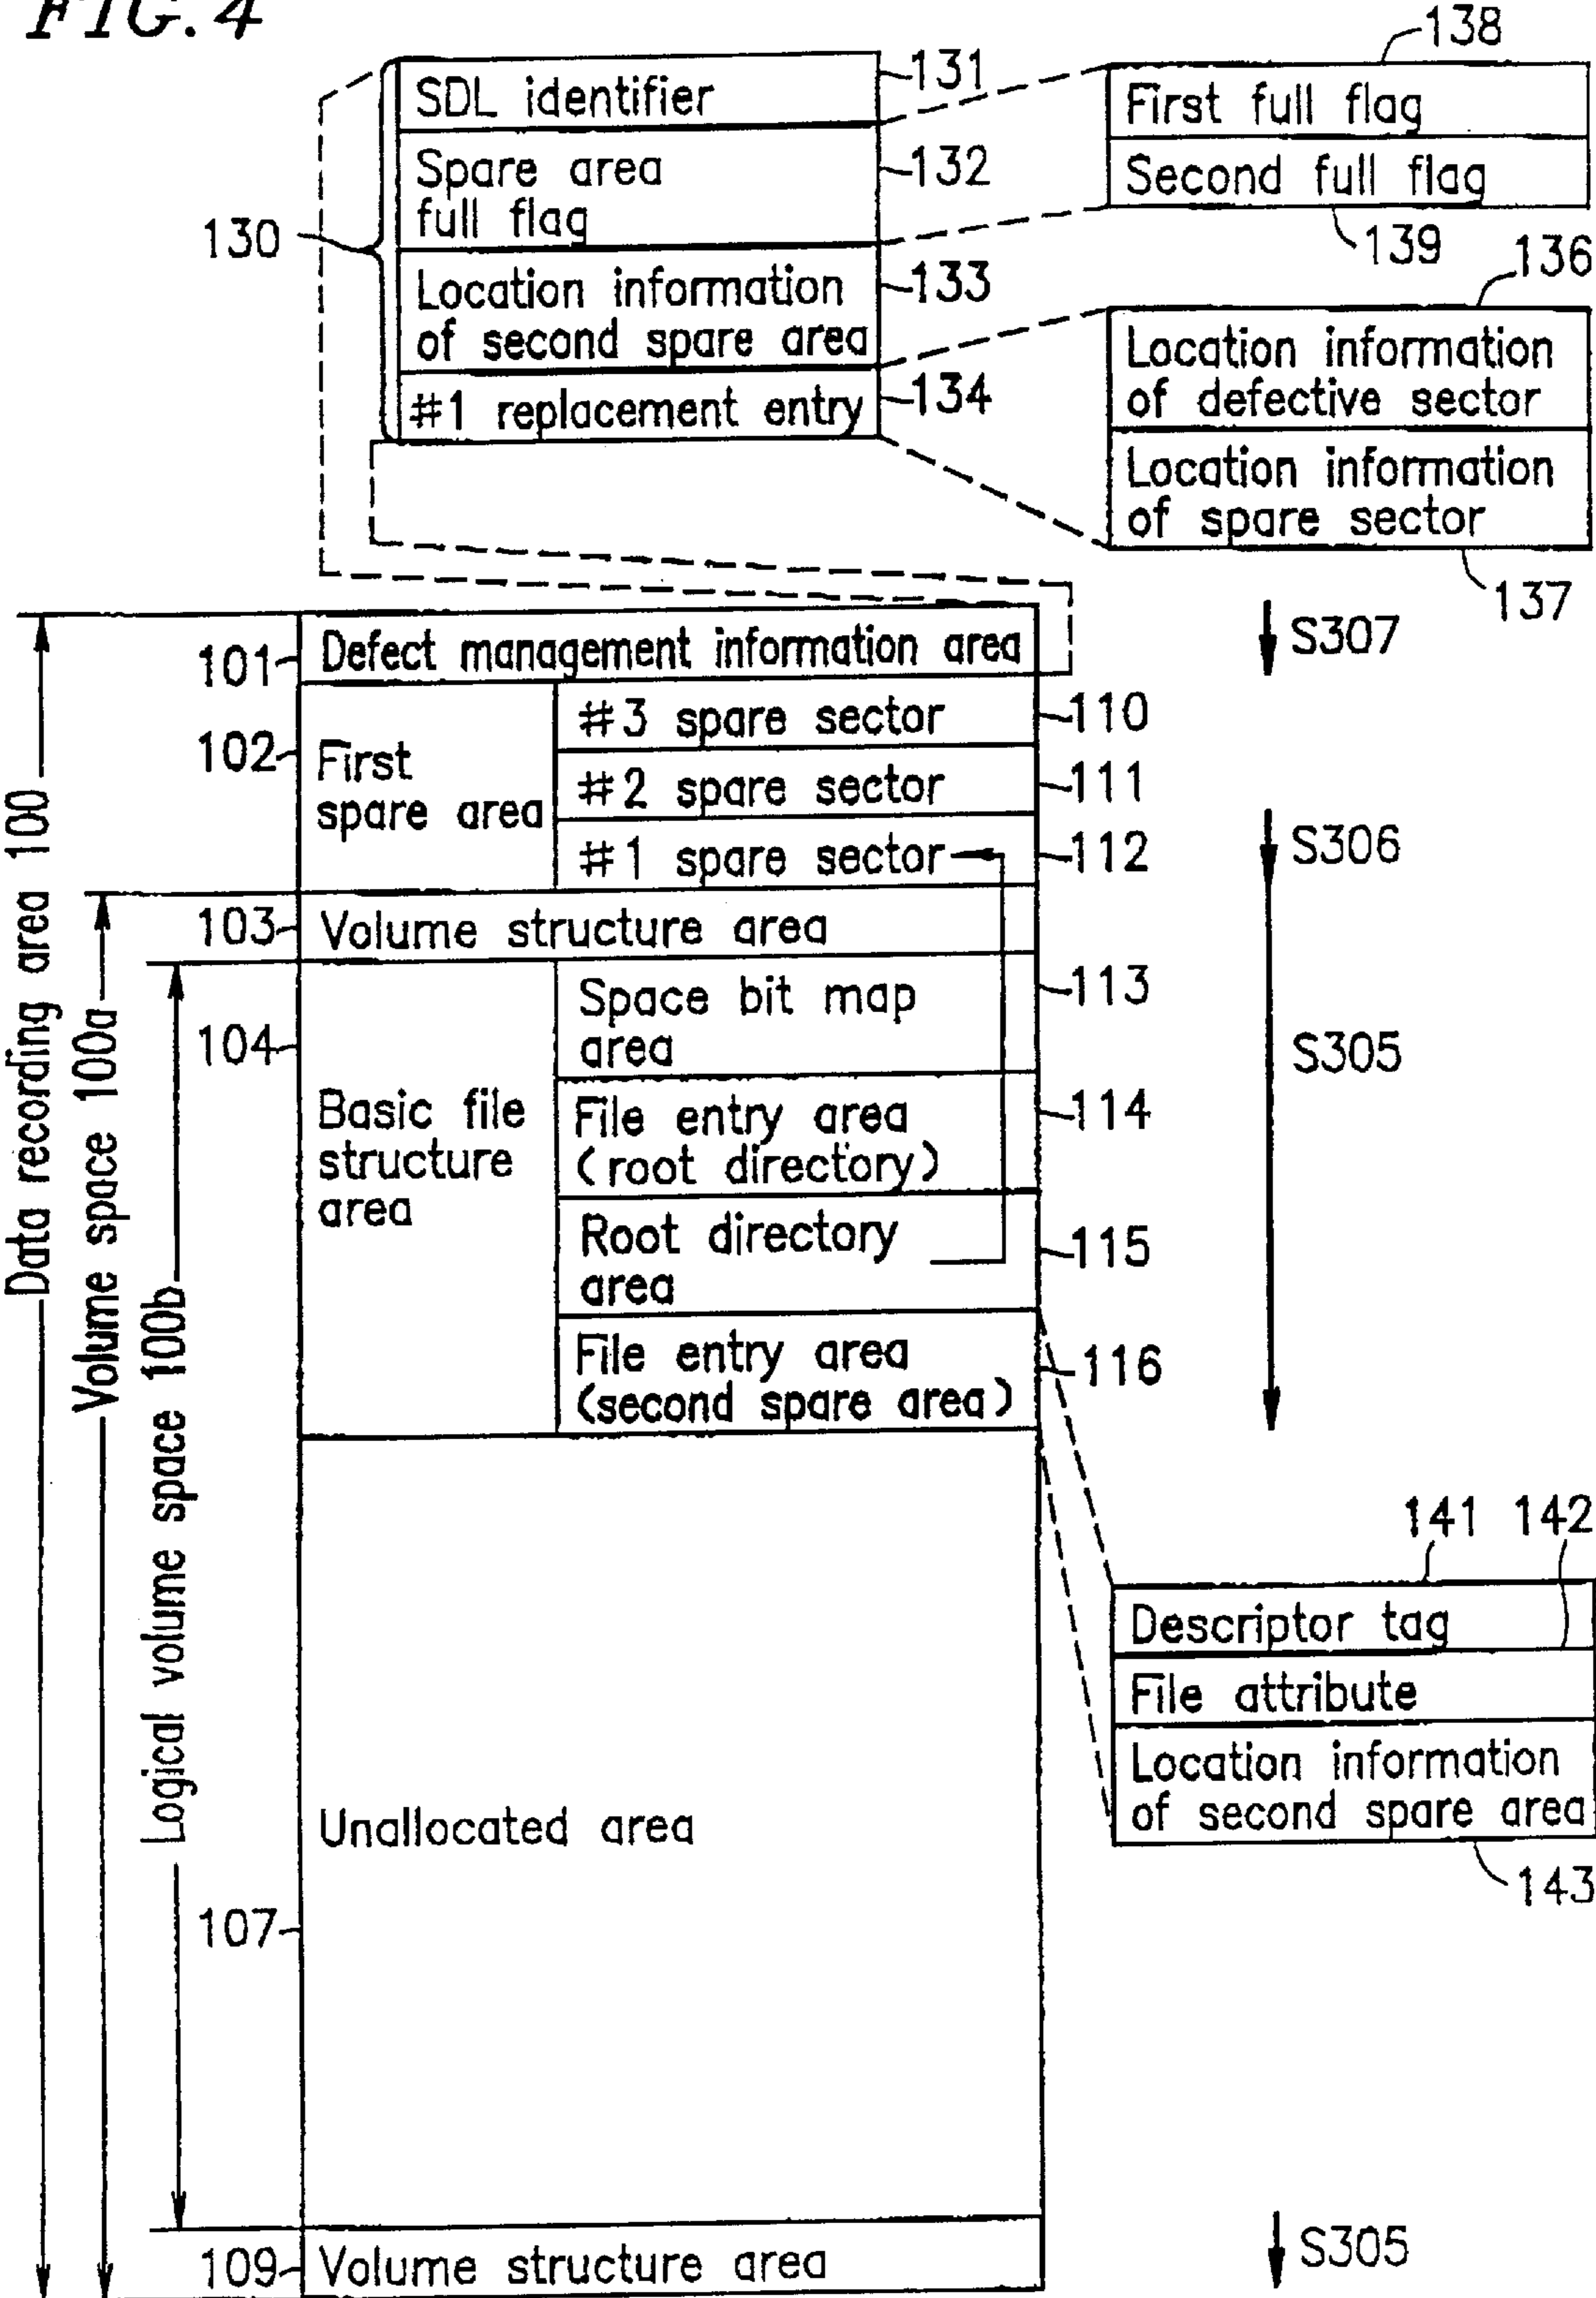 FIG. 4
138
SDL identifier
131
First full flag
Spare area
full flag
132
Second full flag
130
139
Location information
of second spare area
133
136
#1 replacement entry
134
Location information
of defective sector
Location information
of spare sector
137
Data recording area 100
Volume space 100a
Logical volume space 100b
101
Defect management information area
S307
102
First
spare area
#3 spare sector
110
#2 spare sector
111
#1 spare sector
112
S306
103
Volume structure area
104
Basic file
structure
area
Space bit map
area
113
S305
File entry area
(root directory)
114
Root directory
area
115
File entry area
(second spare area)
116
141 142
Descriptor tag
File attribute
Location information
of second spare area
143
Unallocated area
107
109
Volume structure area
S305